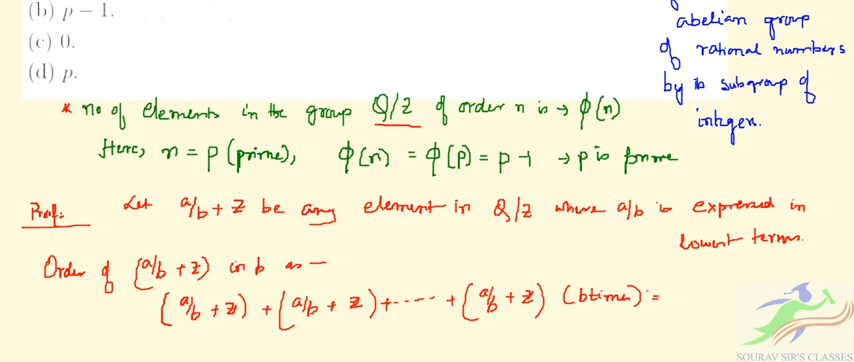 (b) p − 1.
(c) 0.
(d) p.
abelian group
of rational numbers
by its subgroup of
integers.
* no of elements in the group Q/Z of order n is → ϕ(n)
Here, n = p (prime), ϕ(n) = ϕ(p) = p-1 → p is prime
Proof: Let a/b + Z be any element in Q/Z where a/b is expressed in
lowest terms.
Order of (a/b + Z) in b as —
(a/b + Z) + (a/b + Z) + ..... + (a/b + Z) (b times) =
SOURAV SIR'S CLASSES